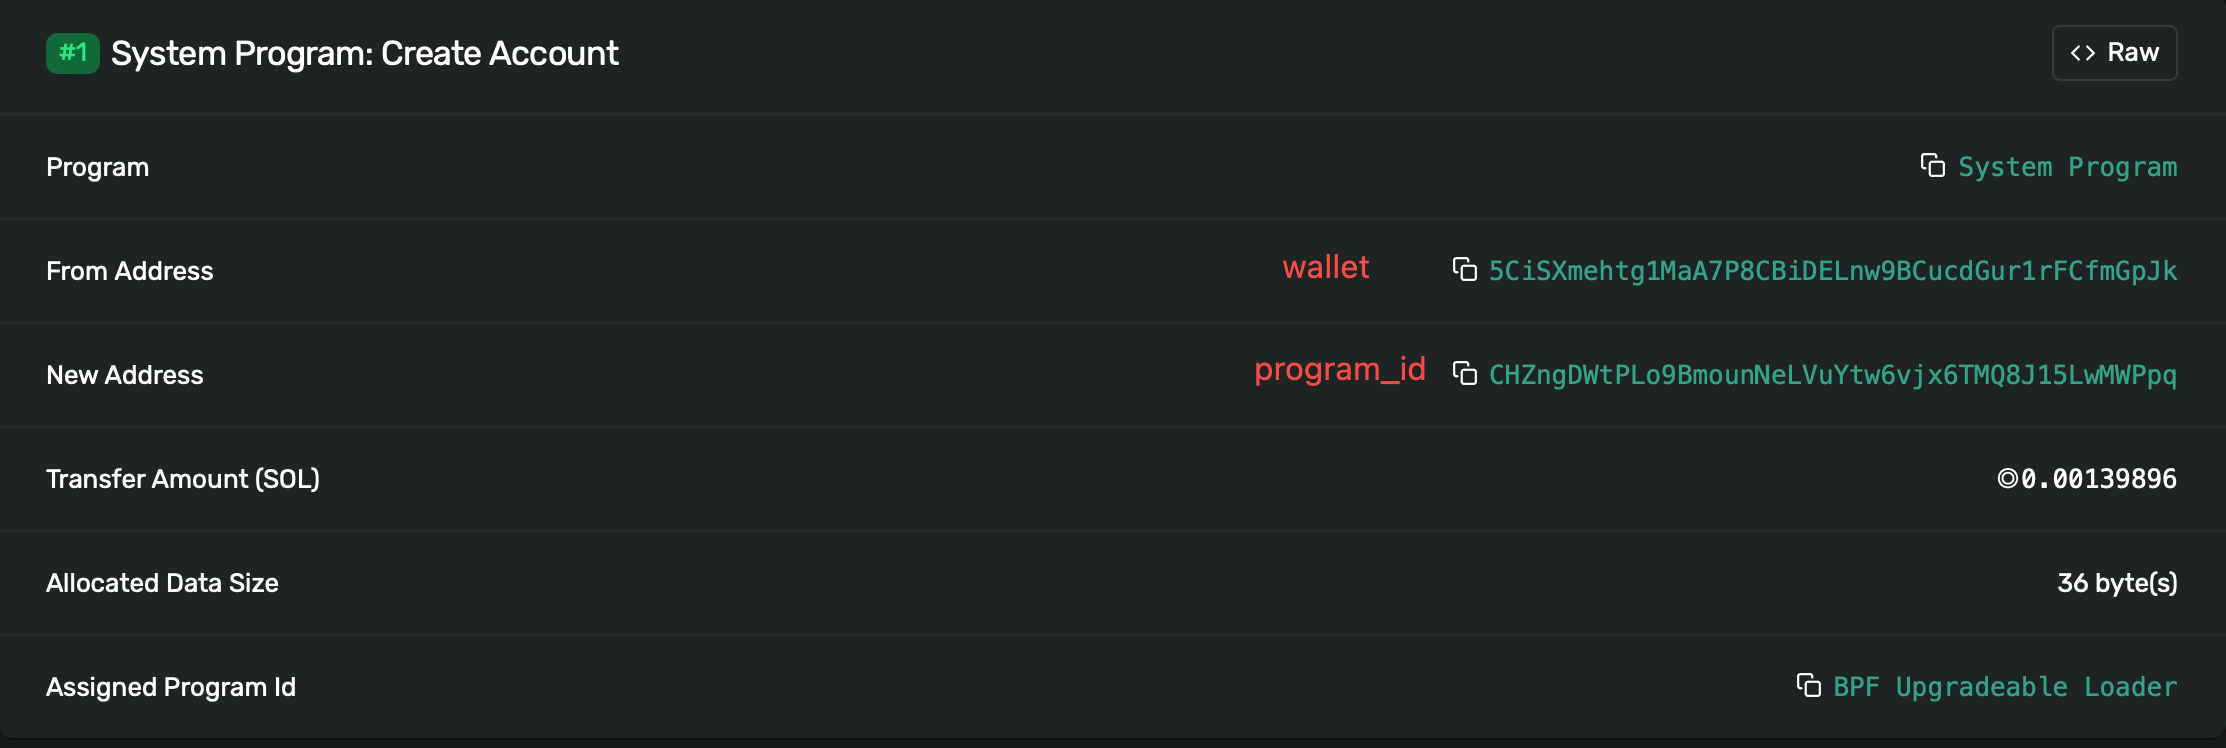 #1 System Program: Create Account
<> Raw
Program
System Program
From Address
wallet
5CiSXmehtg1MaA7P8CBiDELnw9BCucdGur1rFCfmGpJk
New Address
program_id
CHZngDWtPLo9BmounNeLVuYtw6vjx6TMQ8J15LwMWPpq
Transfer Amount (SOL)
◎0.00139896
Allocated Data Size
36 byte(s)
Assigned Program Id
BPF Upgradeable Loader